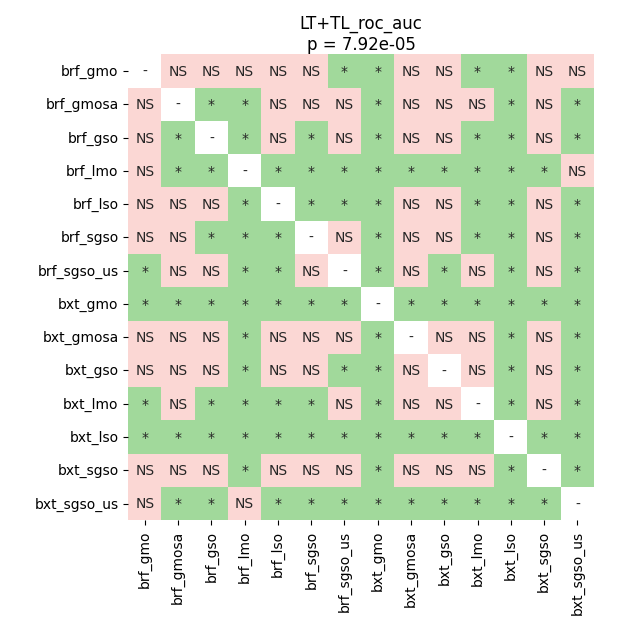 LT+TL_roc_auc
p = 7.92e-05
brf_gmo - NS NS NS NS NS * * NS NS * * NS NS
brf_gmosa NS - * * NS NS NS * NS NS NS * NS *
brf_gso NS * - * NS * NS * NS NS * * NS *
brf_lmo NS * * - * * * * * * * * * NS
brf_lso NS NS NS * - * * * NS NS * * NS *
brf_sgso NS NS * * * - NS * NS NS * * NS *
brf_sgso_us * NS NS * * NS - * NS * NS * NS *
bxt_gmo * * * * * * * - * * * * * *
bxt_gmosa NS NS NS * NS NS NS * - NS NS * NS *
bxt_gso NS NS NS * NS NS * * NS - NS * NS *
bxt_lmo * NS * * * * NS * NS NS - * NS *
bxt_lso * * * * * * * * * * * - * *
bxt_sgso NS NS NS * NS NS NS * NS NS NS * - *
bxt_sgso_us NS * * NS * * * * * * * * * -
brf_gmo brf_gmosa brf_gso brf_lmo brf_lso brf_sgso brf_sgso_us bxt_gmo bxt_gmosa bxt_gso bxt_lmo bxt_lso bxt_sgso bxt_sgso_us